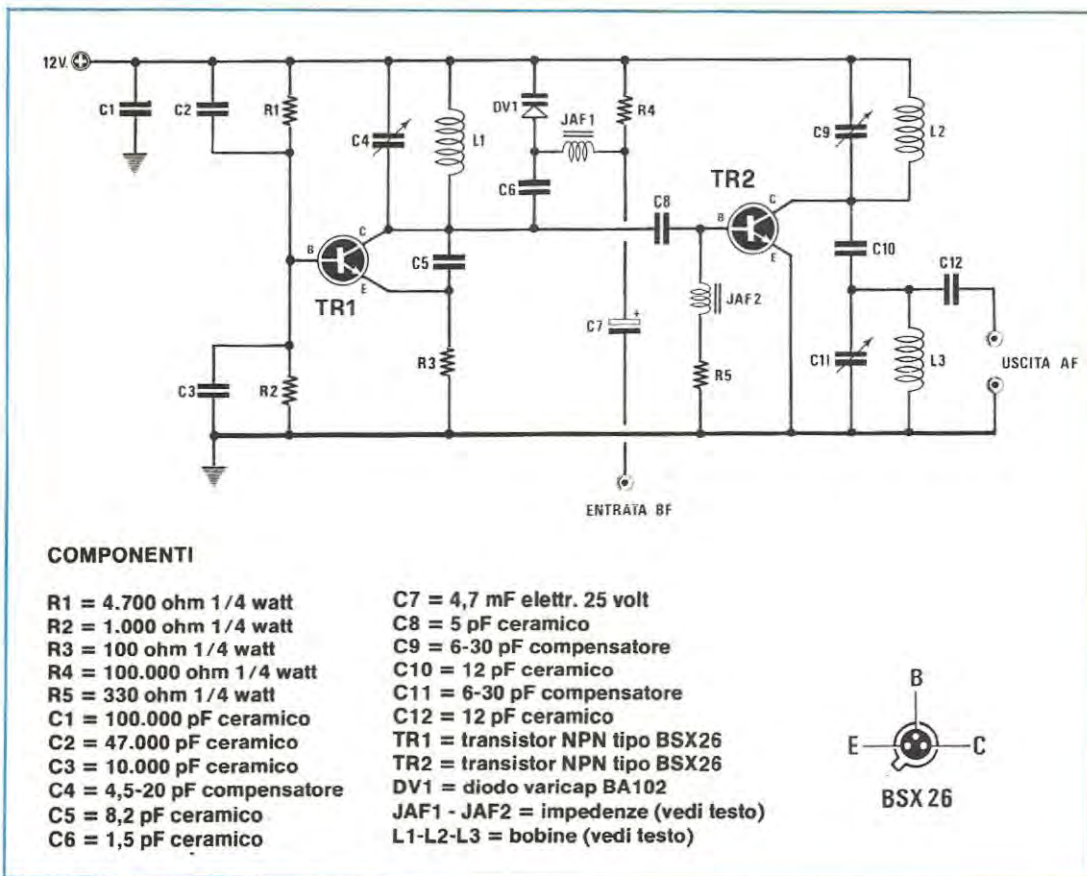 12V.
C1
C2
R1
C4
L1
DV1
JAF1
R4
C9
L2
C6
TR2
C8
B
C
E
B
C
E
TR1
C5
C10
C12
JAF2
C7
+
C3
R2
R3
R5
C11
L3
USCITA AF
ENTRATA BF
COMPONENTI
R1 = 4.700 ohm 1/4 watt
R2 = 1.000 ohm 1/4 watt
R3 = 100 ohm 1/4 watt
R4 = 100.000 ohm 1/4 watt
R5 = 330 ohm 1/4 watt
C1 = 100.000 pF ceramico
C2 = 47.000 pF ceramico
C3 = 10.000 pF ceramico
C4 = 4,5-20 pF compensatore
C5 = 8,2 pF ceramico
C6 = 1,5 pF ceramico
C7 = 4,7 mF elettr. 25 volt
C8 = 5 pF ceramico
C9 = 6-30 pF compensatore
C10 = 12 pF ceramico
C11 = 6-30 pF compensatore
C12 = 12 pF ceramico
TR1 = transistor NPN tipo BSX26
TR2 = transistor NPN tipo BSX26
DV1 = diodo varicap BA102
JAF1 - JAF2 = impedenze (vedi testo)
L1-L2-L3 = bobine (vedi testo)
B
E
C
BSX 26